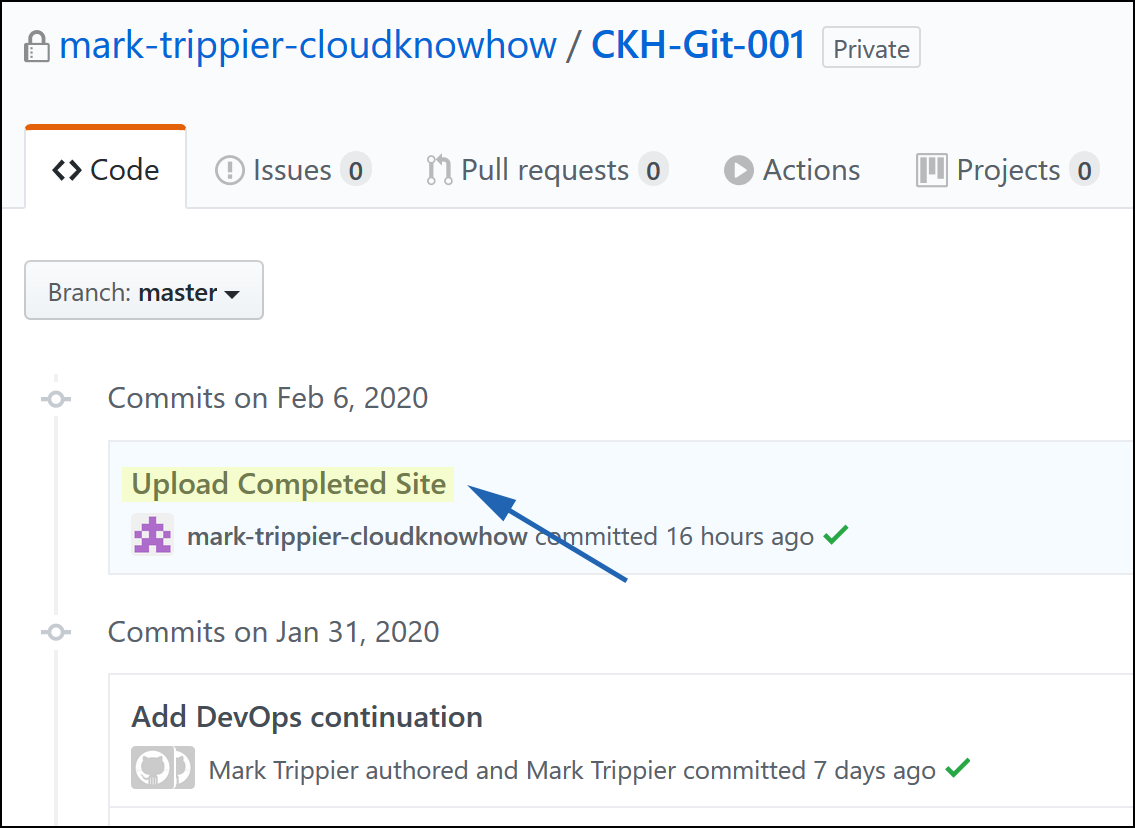 mark-trippier-cloudknowhow / CKH-Git-001 Private
Code Issues 0 Pull requests 0 Actions Projects 0
Branch: master
Commits on Feb 6, 2020
Upload Completed Site
mark-trippier-cloudknowhow committed 16 hours ago
Commits on Jan 31, 2020
Add DevOps continuation
Mark Trippier authored and Mark Trippier committed 7 days ago